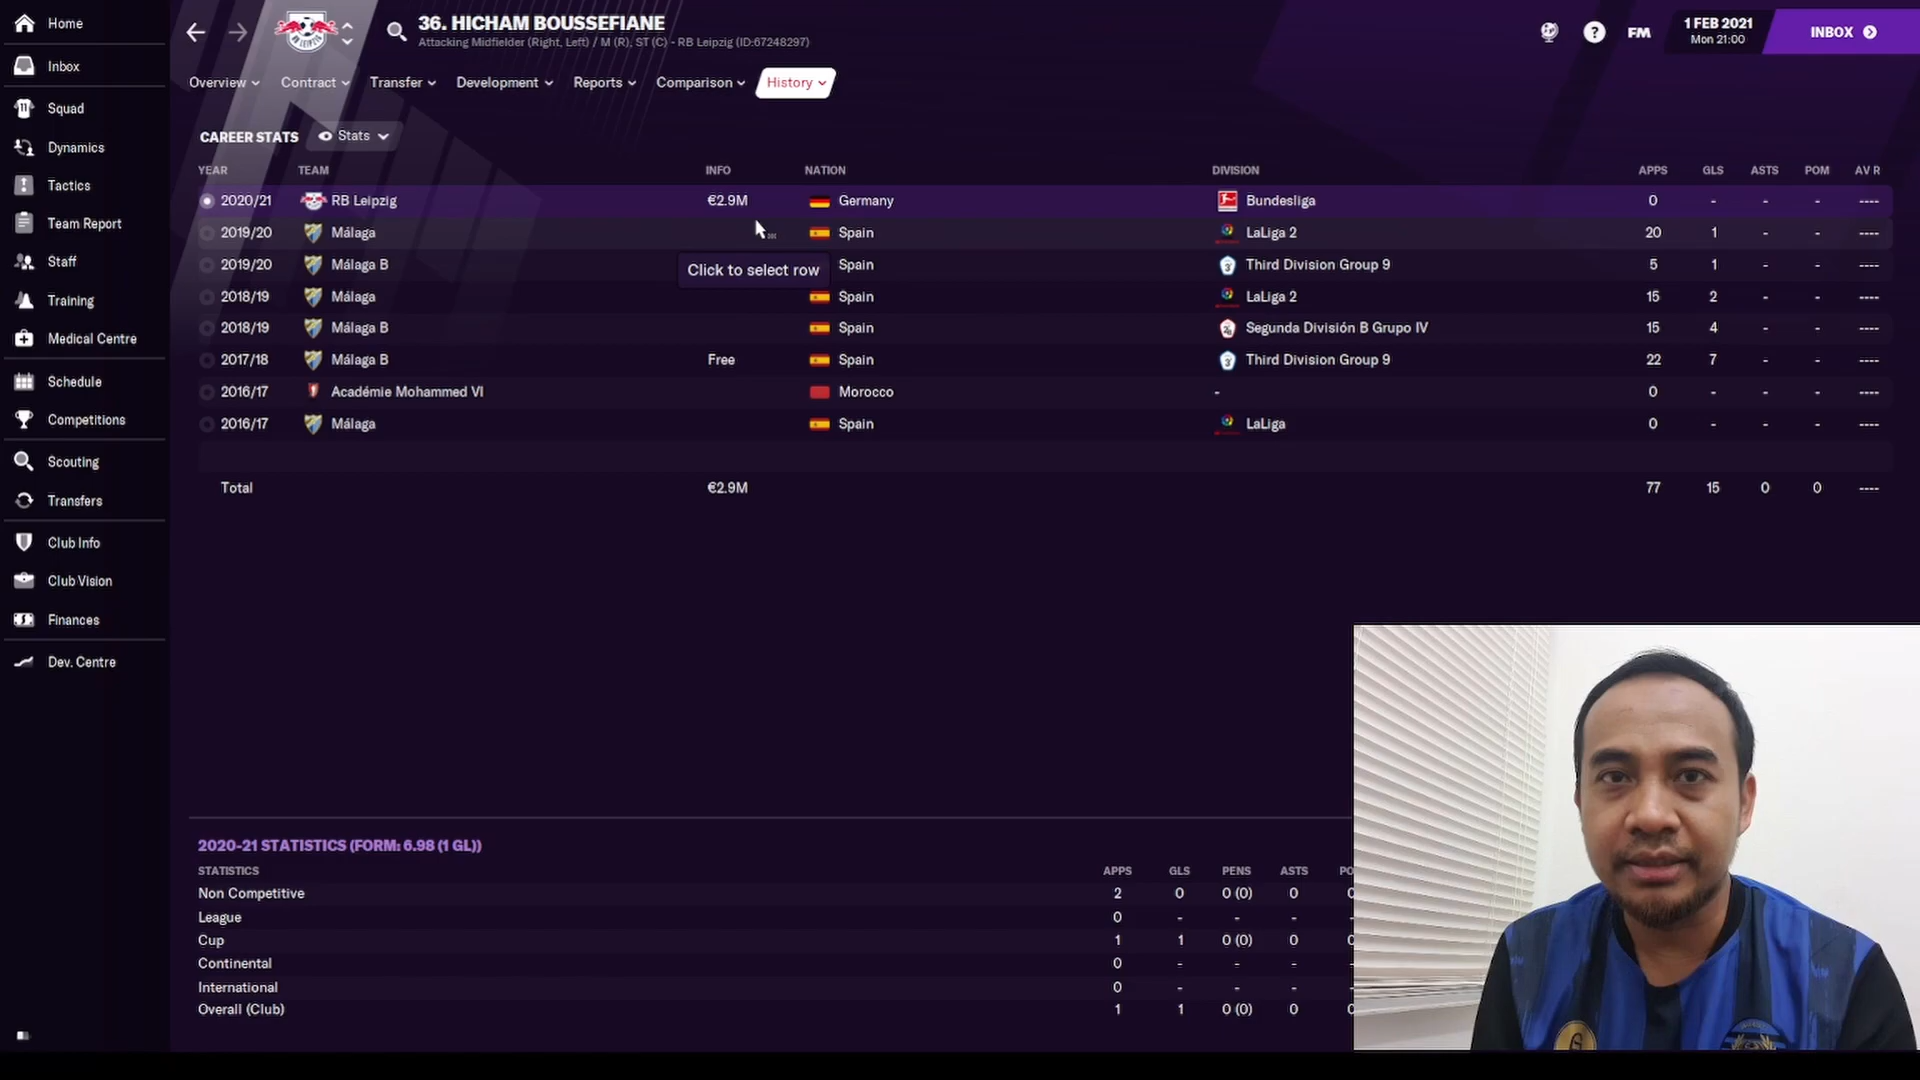 Home
Inbox
Squad
Dynamics
Tactics
Team Report
Staff
Training
Medical Centre
Schedule
Competitions
Scouting
Transfers
Club Info
Club Vision
Finances
Dev. Centre
36. HICHAM BOUSSEFIANE
Attacking Midfielder (Right, Left) / M (R), ST (C) - RB Leipzig (ID:67248297)
FM
1 FEB 2021
Mon 21:00
INBOX
Overview Contract Transfer Development Reports Comparison History
CAREER STATS Stats
YEAR TEAM INFO NATION DIVISION APPS GLS ASTS POM AV R
2020/21 RB Leipzig €2.9M Germany Bundesliga 0 - - - ----
2019/20 Málaga Spain LaLiga 2 20 1 - - ----
2019/20 Málaga B Spain Third Division Group 9 5 1 - - ----
Click to select row
2018/19 Málaga Spain LaLiga 2 15 2 - - ----
2018/19 Málaga B Spain Segunda División B Grupo IV 15 4 - - ----
2017/18 Málaga B Free Spain Third Division Group 9 22 7 - - ----
2016/17 Académie Mohammed VI Morocco - 0 - - - ----
2016/17 Málaga Spain LaLiga 0 - - - ----
Total €2.9M 77 15 0 0 ----
2020-21 STATISTICS (FORM: 6.98 (1 GL))
STATISTICS APPS GLS PENS ASTS
Non Competitive 2 0 0 (0) 0
League 0 - - -
Cup 1 1 0 (0) 0
Continental 0 - - -
International 0 - - -
Overall (Club) 1 1 0 (0) 0